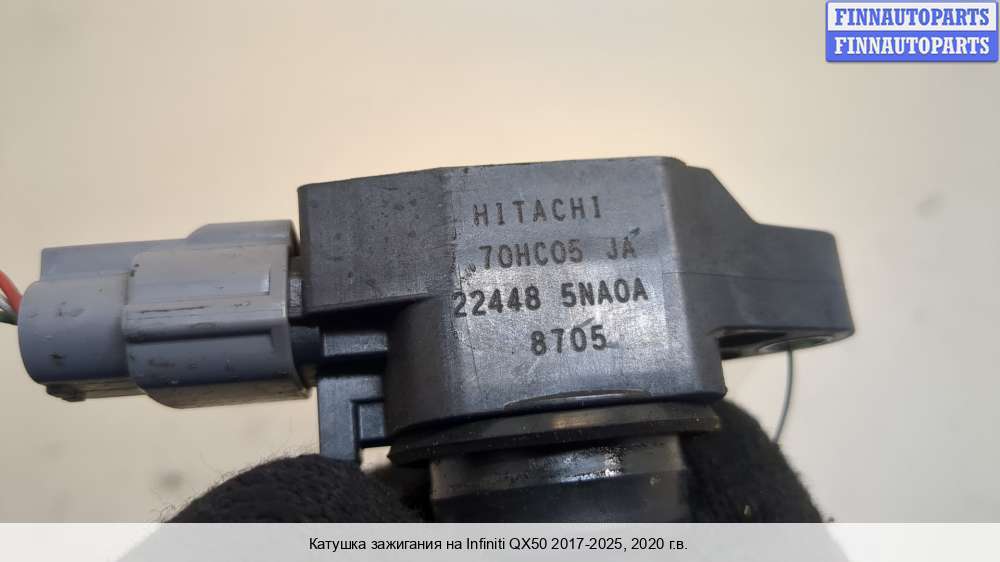 FINNAUTOPARTS
FINNAUTOPARTS
HITACHI
70HC05 JA
22448 5NA0A
8705
Катушка зажигания на Infiniti QX50 2017-2025, 2020 г.в.